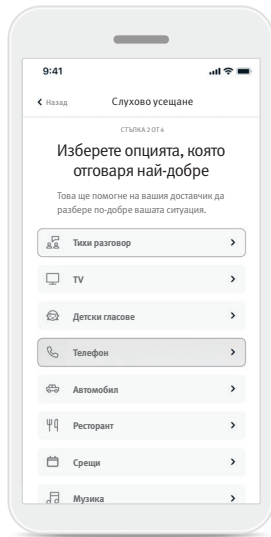 9:41
Назад
Слухово усещане
СТЪПКА 2 ОТ 4
Изберете опцията, която
отговаря най-добре
Това ще помогне на вашия доставчик да
разбере по-добре вашата ситуация.
Тихи разговор
TV
Детски гласове
Телефон
Автомобил
Ресторант
Срещи
Музика